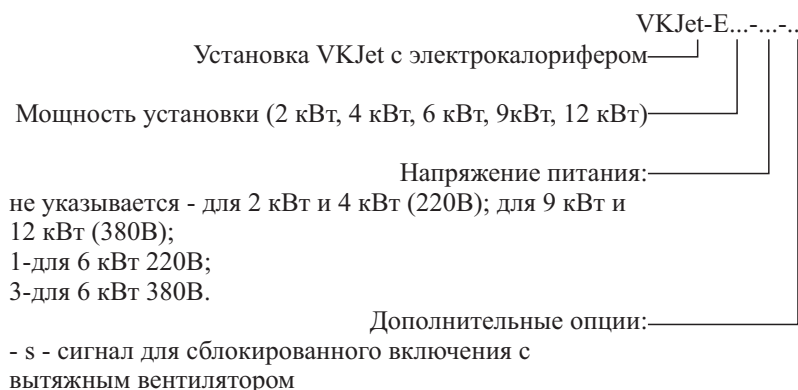 VKJet-E...-...-..
Установка VKJet с электрокалорифером
Мощность установки (2 кВт, 4 кВт, 6 кВт, 9кВт, 12 кВт)
Напряжение питания:
не указывается - для 2 кВт и 4 кВт (220В); для 9 кВт и
12 кВт (380В);
1-для 6 кВт 220В;
3-для 6 кВт 380В.
Дополнительные опции:
- s - сигнал для сблокированного включения с
вытяжным вентилятором